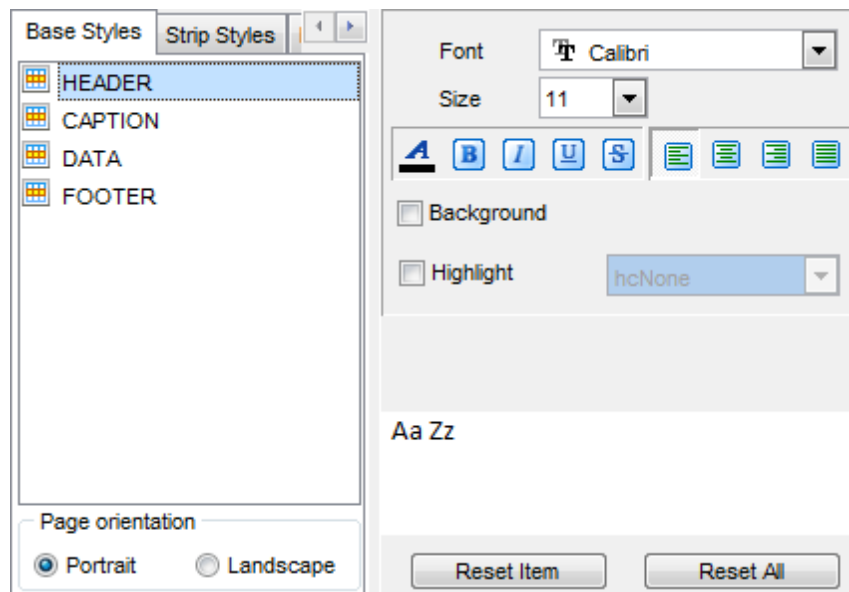 Base Styles
Strip Styles
HEADER
CAPTION
DATA
FOOTER
Page orientation
Portrait
Landscape
Font
Calibri
Size
11
A
B
I
U
S
Background
Highlight
hcNone
Aa Zz
Reset Item
Reset All